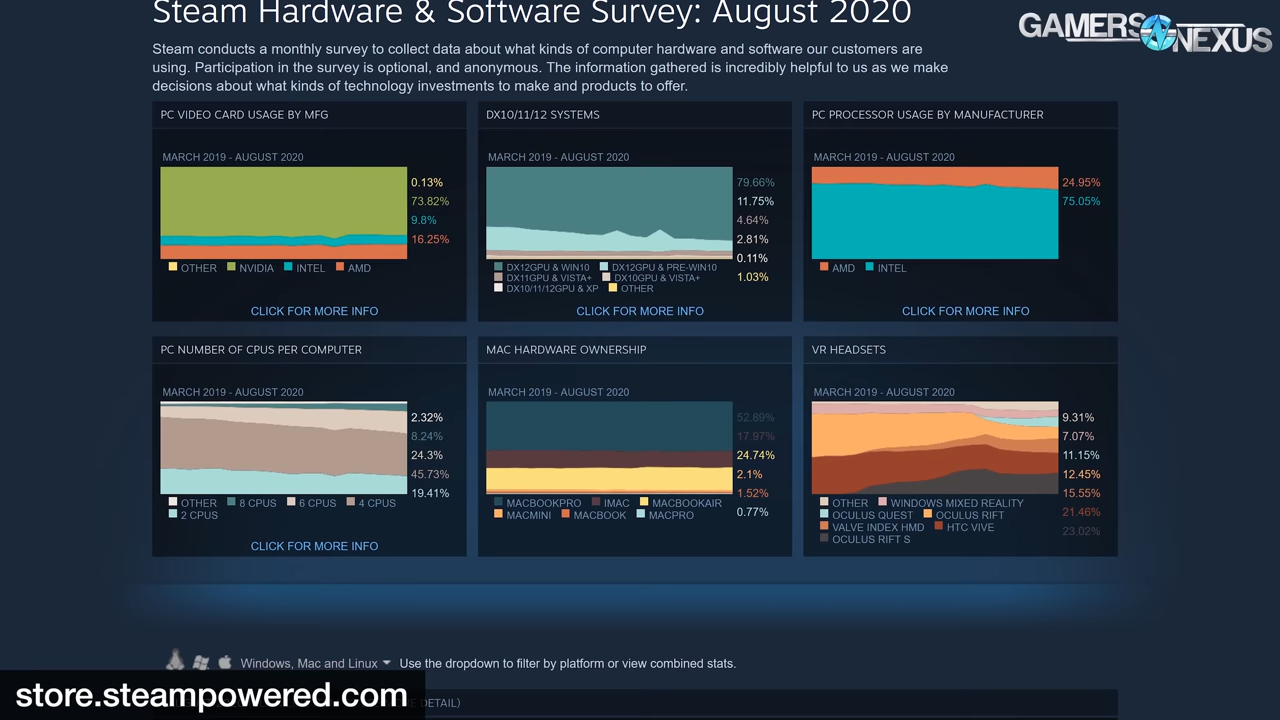 Steam Hardware & Software Survey: August 2020
GAMERS NEXUS
Steam conducts a monthly survey to collect data about what kinds of computer hardware and software our customers are
using. Participation in the survey is optional, and anonymous. The information gathered is incredibly helpful to us as we make
decisions about what kinds of technology investments to make and products to offer.
PC VIDEO CARD USAGE BY MFG
MARCH 2019 - AUGUST 2020
0.13%
73.82%
9.8%
16.25%
OTHER NVIDIA INTEL AMD
CLICK FOR MORE INFO
DX10/11/12 SYSTEMS
MARCH 2019 - AUGUST 2020
79.66%
11.75%
4.64%
2.81%
0.11%
1.03%
DX12GPU & WIN10 DX12GPU & PRE-WIN10
DX11GPU & VISTA+ DX10GPU & VISTA+
DX10/11/12GPU & XP OTHER
CLICK FOR MORE INFO
PC PROCESSOR USAGE BY MANUFACTURER
MARCH 2019 - AUGUST 2020
24.95%
75.05%
AMD INTEL
CLICK FOR MORE INFO
PC NUMBER OF CPUS PER COMPUTER
MARCH 2019 - AUGUST 2020
2.32%
8.24%
24.3%
45.73%
19.41%
OTHER 8 CPUS 6 CPUS 4 CPUS
2 CPUS
CLICK FOR MORE INFO
MAC HARDWARE OWNERSHIP
MARCH 2019 - AUGUST 2020
52.89%
17.97%
24.74%
2.1%
1.52%
0.77%
MACBOOKPRO IMAC MACBOOKAIR
MACMINI MACBOOK MACPRO
VR HEADSETS
MARCH 2019 - AUGUST 2020
9.31%
7.07%
11.15%
12.45%
15.55%
21.46%
23.02%
OTHER WINDOWS MIXED REALITY
OCULUS QUEST OCULUS RIFT
VALVE INDEX HMD HTC VIVE
OCULUS RIFT S
Windows, Mac and Linux Use the dropdown to filter by platform or view combined stats.
store.steampowered.com
DETAIL)